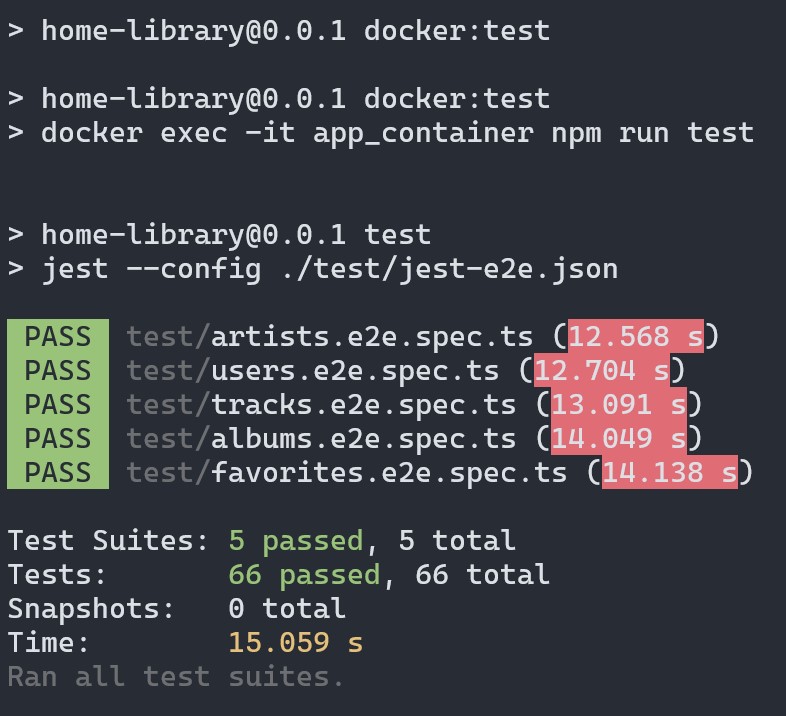 > home-library@0.0.1 docker:test
> home-library@0.0.1 docker:test
> docker exec -it app_container npm run test
> home-library@0.0.1 test
> jest --config ./test/jest-e2e.json
PASS test/artists.e2e.spec.ts (12.568 s)
PASS test/users.e2e.spec.ts (12.704 s)
PASS test/tracks.e2e.spec.ts (13.091 s)
PASS test/albums.e2e.spec.ts (14.049 s)
PASS test/favorites.e2e.spec.ts (14.138 s)
Test Suites: 5 passed, 5 total
Tests: 66 passed, 66 total
Snapshots: 0 total
Time: 15.059 s
Ran all test suites.